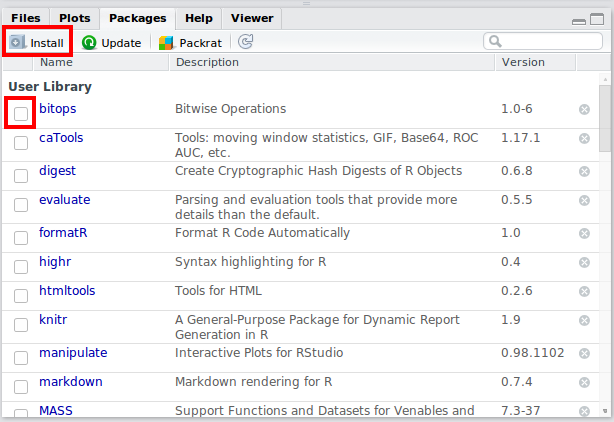 Files Plots Packages Help Viewer
Install Update Packrat
Name Description Version
User Library
bitops Bitwise Operations 1.0-6
caTools Tools: moving window statistics, GIF, Base64, ROC 1.17.1
AUC, etc.
digest Create Cryptographic Hash Digests of R Objects 0.6.8
evaluate Parsing and evaluation tools that provide more 0.5.5
details than the default.
formatR Format R Code Automatically 1.0
highr Syntax highlighting for R 0.4
htmltools Tools for HTML 0.2.6
knitr A General-Purpose Package for Dynamic Report 1.9
Generation in R
manipulate Interactive Plots for RStudio 0.98.1102
markdown Markdown rendering for R 0.7.4
MASS Support Functions and Datasets for Venables and 7.3-37